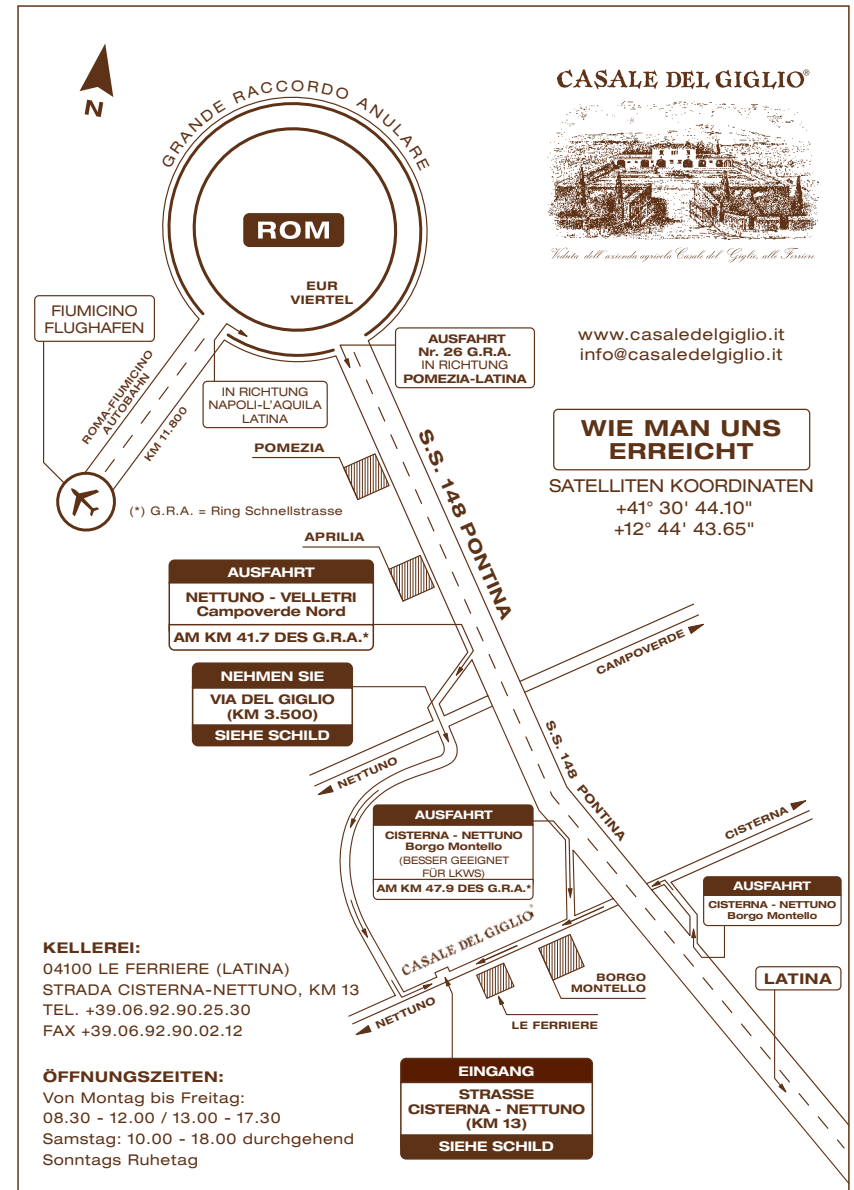 N
GRANDE RACCORDO ANULARE
ROM
EUR
VIERTEL
CASALE DEL GIGLIO®
Veduta dell'azienda agricola Casale del Giglio, alle Ferriere
www.casaledelgiglio.it
info@casaledelgiglio.it
WIE MAN UNS
ERREICHT
SATELLITEN KOORDINATEN
+41° 30' 44.10"
+12° 44' 43.65"
FIUMICINO
FLUGHAFEN
ROMA-FIUMICINO
AUTOBAHN
KM 11.800
IN RICHTUNG
NAPOLI-L'AQUILA
LATINA
AUSFAHRT
Nr. 26 G.R.A.
IN RICHTUNG
POMEZIA-LATINA
(*) G.R.A. = Ring Schnellstrasse
POMEZIA
S.S. 148 PONTINA
APRILIA
AUSFAHRT
NETTUNO - VELLETRI
Campoverde Nord
AM KM 41.7 DES G.R.A.*
NEHMEN SIE
VIA DEL GIGLIO
(KM 3.500)
SIEHE SCHILD
CAMPOVERDE
NETTUNO
S.S. 148 PONTINA
AUSFAHRT
CISTERNA - NETTUNO
Borgo Montello
(BESSER GEEIGNET
FÜR LKWS)
AM KM 47.9 DES G.R.A.*
CISTERNA
AUSFAHRT
CISTERNA - NETTUNO
Borgo Montello
CASALE DEL GIGLIO®
NETTUNO
LE FERRIERE
BORGO
MONTELLO
LATINA
EINGANG
STRASSE
CISTERNA - NETTUNO
(KM 13)
SIEHE SCHILD
KELLEREI:
04100 LE FERRIERE (LATINA)
STRADA CISTERNA-NETTUNO, KM 13
TEL. +39.06.92.90.25.30
FAX +39.06.92.90.02.12
ÖFFNUNGSZEITEN:
Von Montag bis Freitag:
08.30 - 12.00 / 13.00 - 17.30
Samstag: 10.00 - 18.00 durchgehend
Sonntags Ruhetag